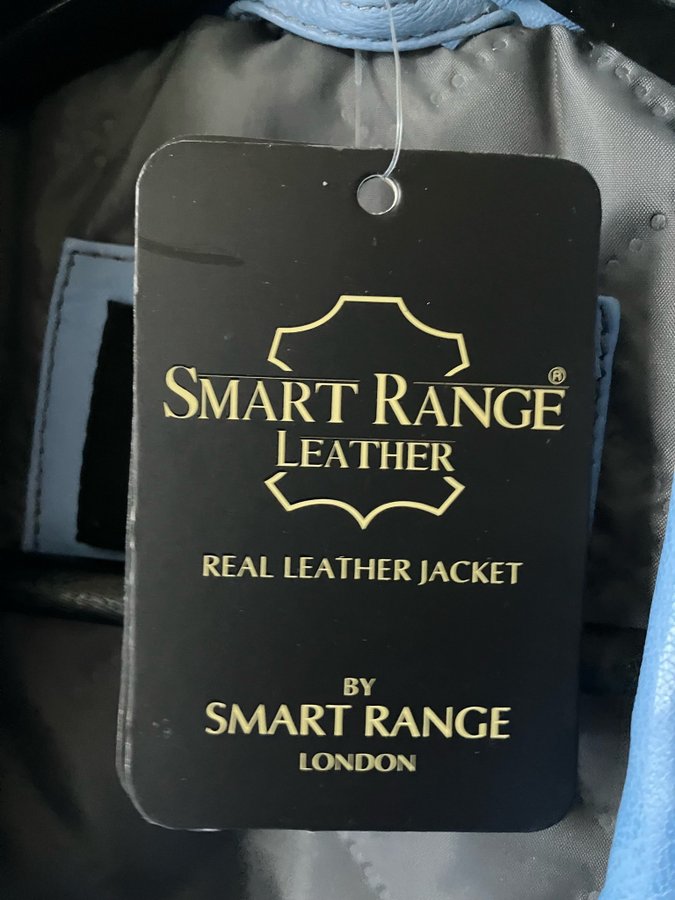 SMART RANGE®
LEATHER
REAL LEATHER JACKET
BY
SMART RANGE
LONDON